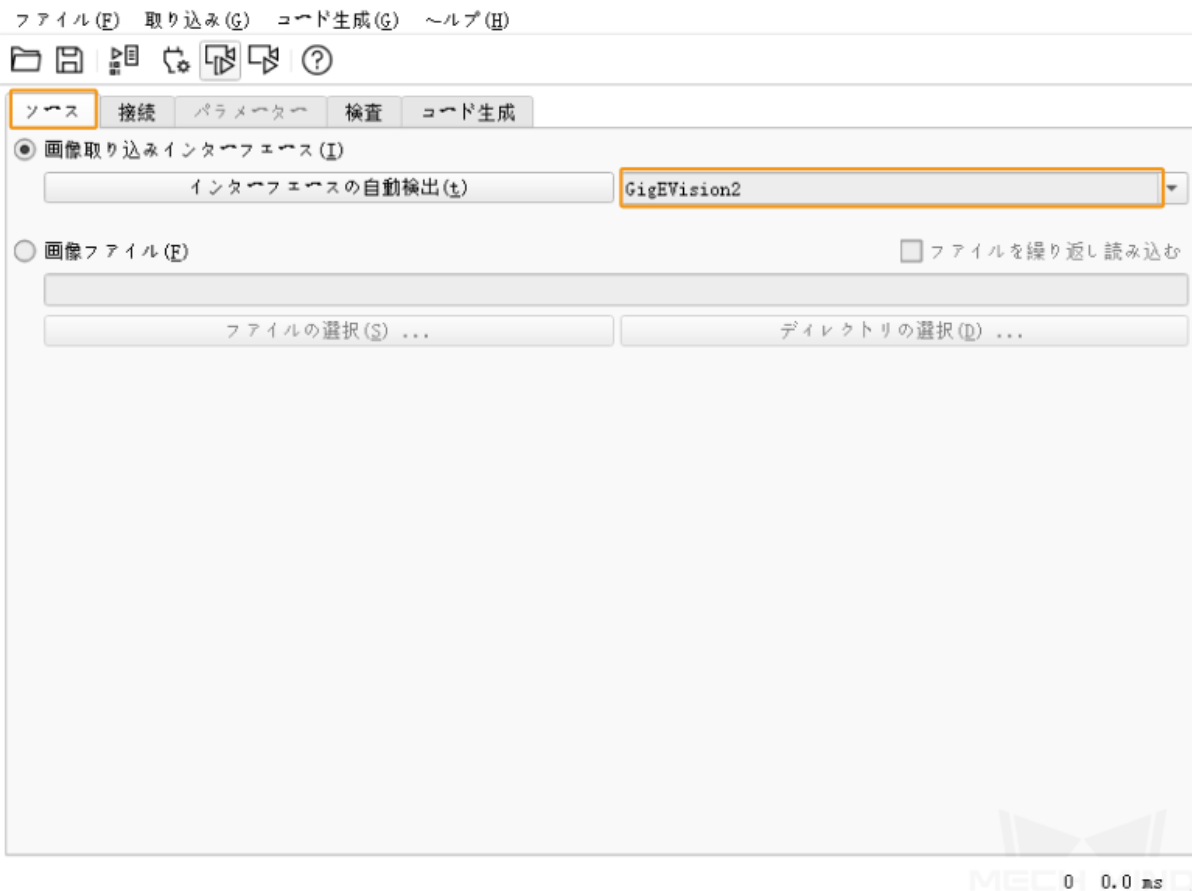 ファイル(F) 取り込み(G) コード生成(G) ヘルプ(H)
ソース 接続 パラメーター 検査 コード生成
画像取り込みインターフェース(I)
インターフェースの自動検出(t) GigEVision2
画像ファイル(F) ファイルを繰り返し読み込む
ファイルの選択(S) ... ディレクトリの選択(D) ...
MECH MIND
0 0.0 ms